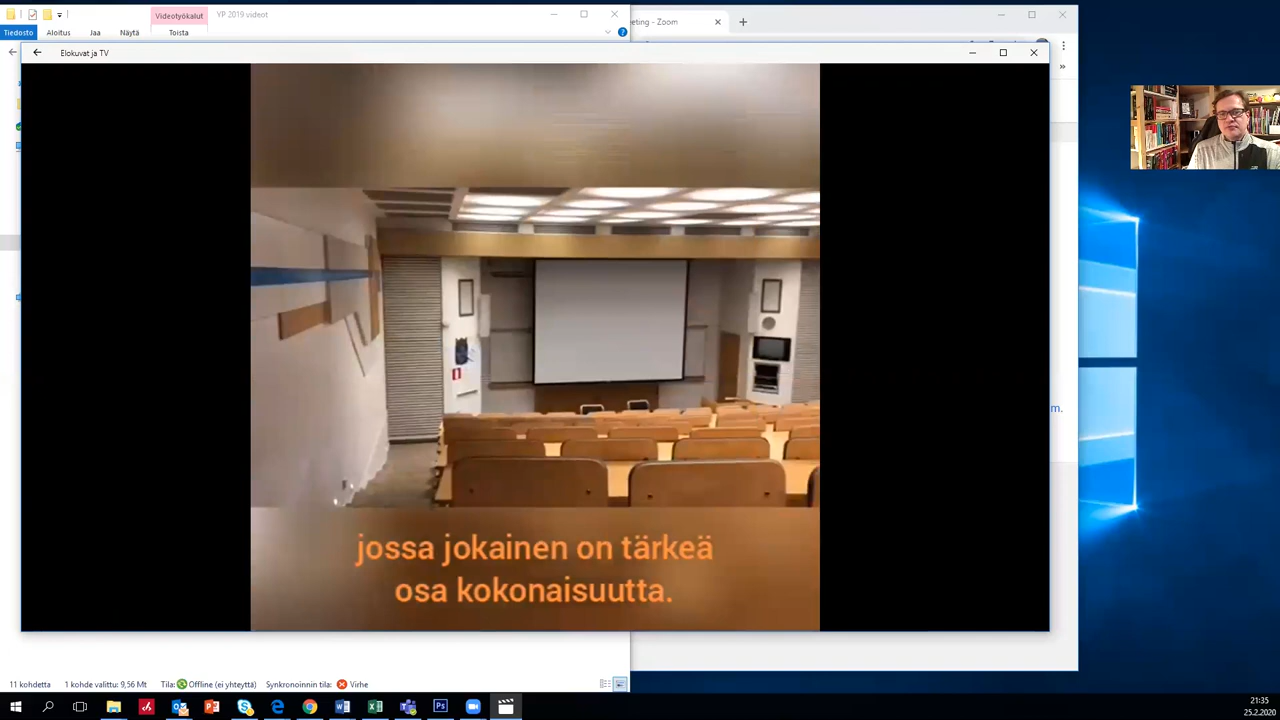 Videotyökalut
YP 2019 videot
Tiedosto
Aloitus
Jaa
Näytä
Toista
eeting - Zoom
Elokuvat ja TV
m.
jossa jokainen on tärkeä
osa kokonaisuutta.
11 kohdetta
1 kohde valittu: 9,56 Mt
Tila: Offline (ei yhteyttä)
Synkronoinnin tila: Virhe
21:35
25.2.2020